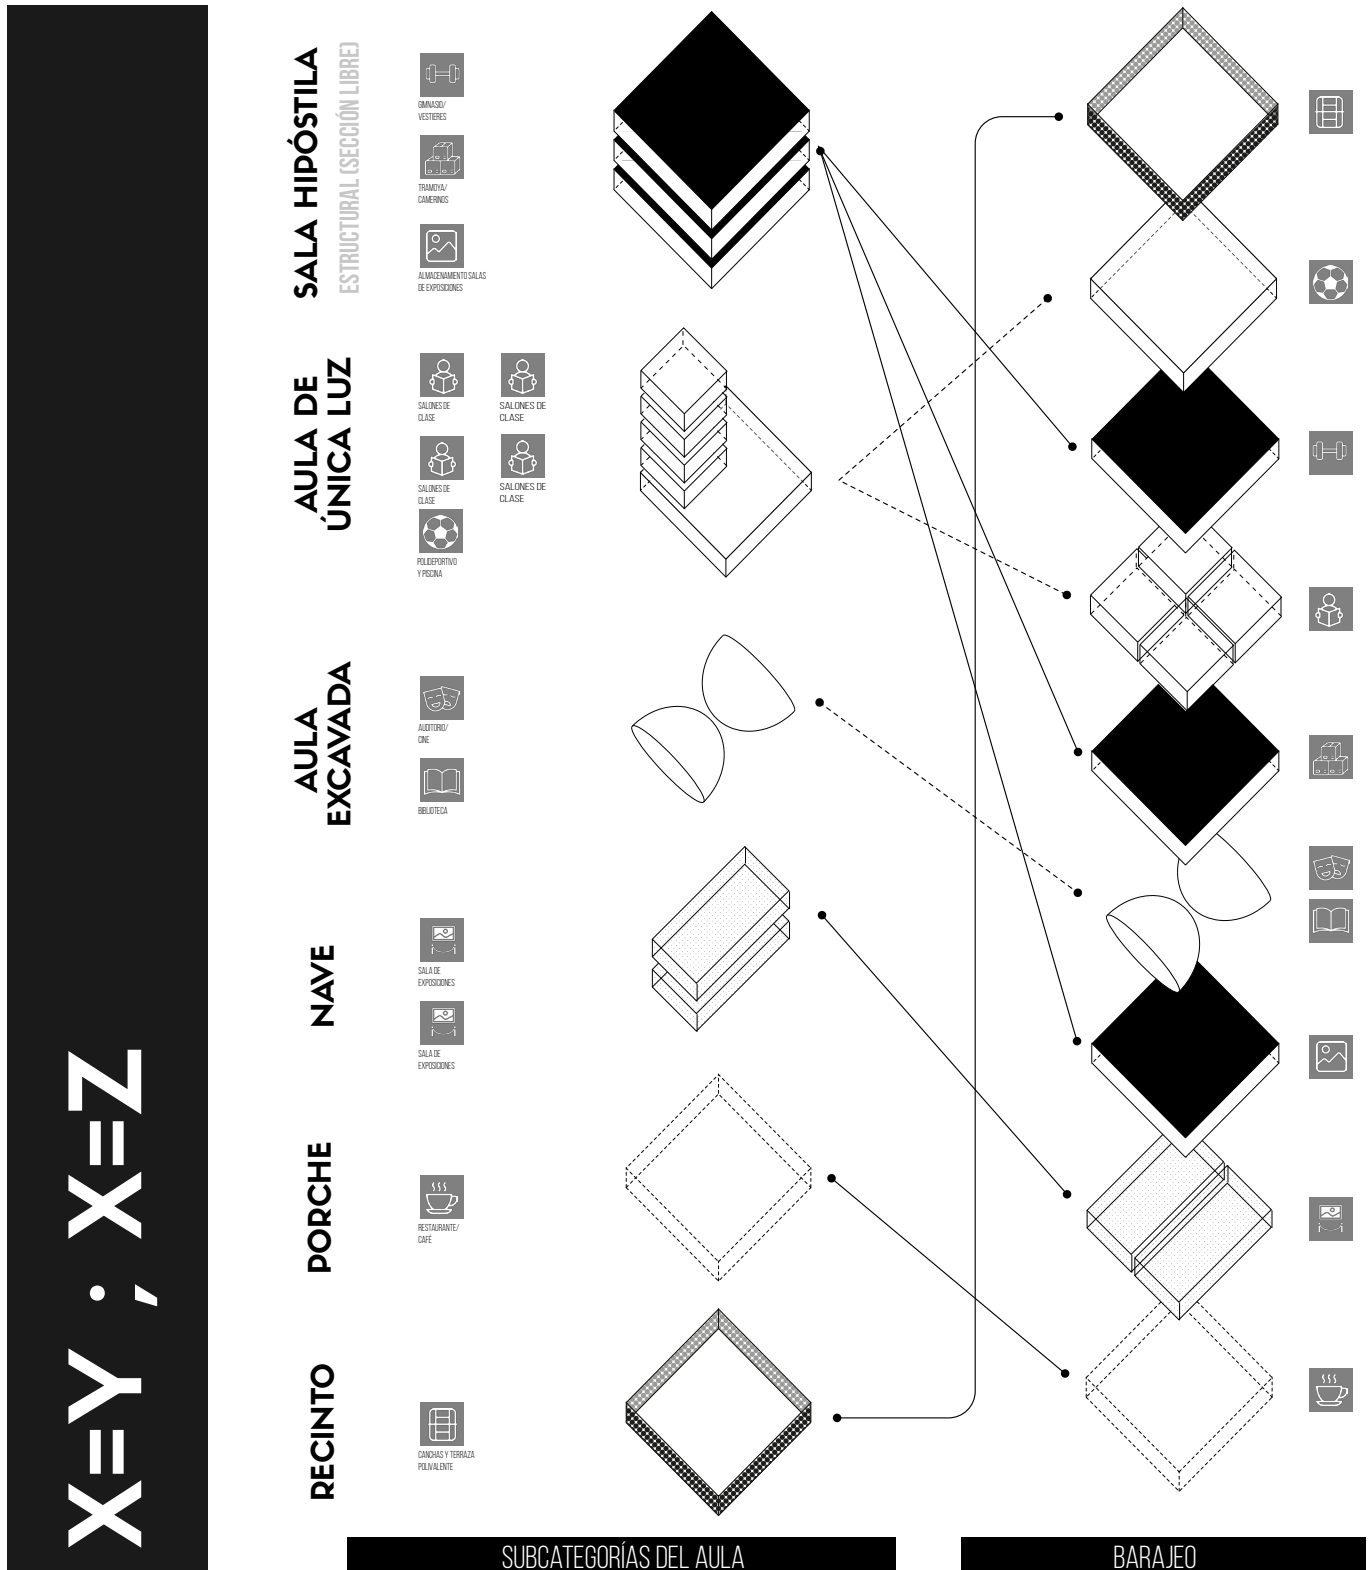 X=Y ; X=Z
SALA HIPÓSTILA
ESTRUCTURAL (SECCIÓN LIBRE)
GIMNASIO/
VESTIERES
TRAMOYA/
CAMERINOS
ALMACENAMIENTO SALAS
DE EXPOSICIONES
AULA DE
ÚNICA LUZ
SALONES DE
CLASE
SALONES DE
CLASE
SALONES DE
CLASE
SALONES DE
CLASE
POLIDEPORTIVO
Y PISCINA
AULA
EXCAVADA
AUDITORIO/
CINE
BIBLIOTECA
NAVE
SALA DE
EXPOSICIONES
SALA DE
EXPOSICIONES
PORCHE
RESTAURANTE/
CAFÉ
RECINTO
CANCHAS Y TERRAZA
POLIVALENTE
SUBCATEGORÍAS DEL AULA
BARAJEO